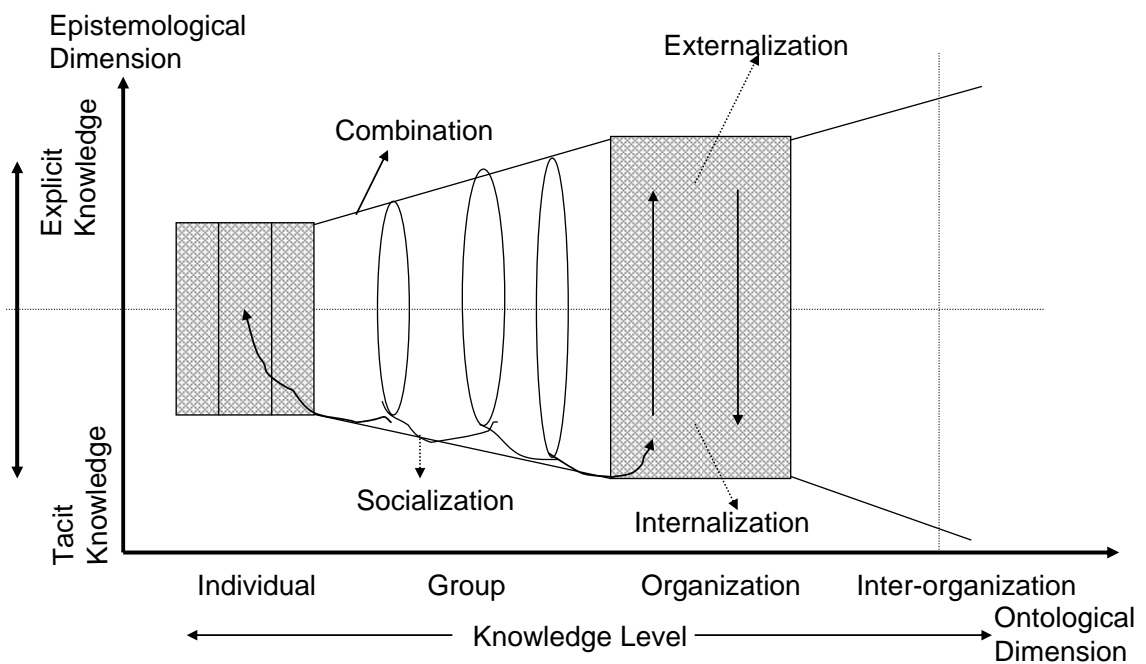 Epistemological
Dimension
Externalization
Combination
Explicit
Knowledge
Tacit
Knowledge
Socialization
Internalization
Individual
Group
Organization
Inter-organization
Knowledge Level
Ontological
Dimension